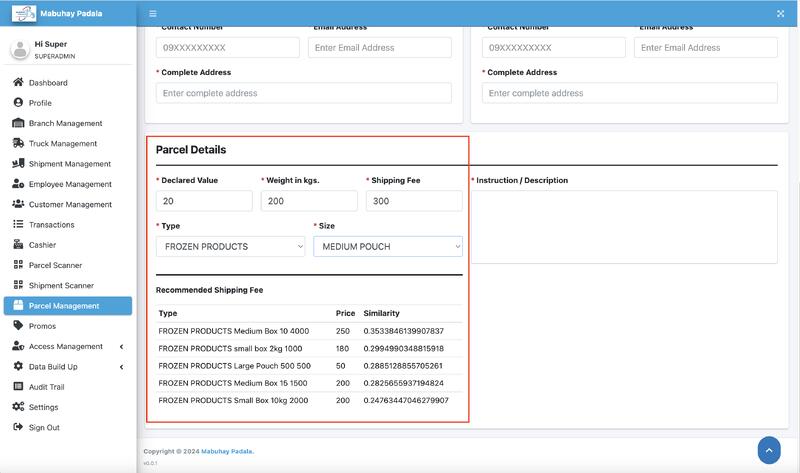 Mabuhay Padala
Hi Super
SUPERADMIN
Dashboard
Profile
Branch Management
Truck Management
Shipment Management
Employee Management
Customer Management
Transactions
Cashier
Parcel Scanner
Shipment Scanner
Parcel Management
Promos
Access Management
Data Build Up
Audit Trail
Settings
Sign Out
* Contact Number * Email Address * Contact Number * Email Address
09XXXXXXXXX Enter Email Address 09XXXXXXXXX Enter Email Address
* Complete Address * Complete Address
Enter complete address Enter complete address
Parcel Details
* Declared Value * Weight in kgs. * Shipping Fee * Instruction / Description
20 200 300
* Type * Size
FROZEN PRODUCTS MEDIUM POUCH
Recommended Shipping Fee
Type Price Similarity
FROZEN PRODUCTS Medium Box 10 4000 250 0.3533846139907837
FROZEN PRODUCTS small box 2kg 1000 180 0.2994990348815918
FROZEN PRODUCTS Large Pouch 500 500 50 0.2885128855705261
FROZEN PRODUCTS Medium Box 15 1500 200 0.2825655937194824
FROZEN PRODUCTS Small Box 10kg 2000 200 0.24763447046279907
Copyright © 2024 Mabuhay Padala.
v0.0.1